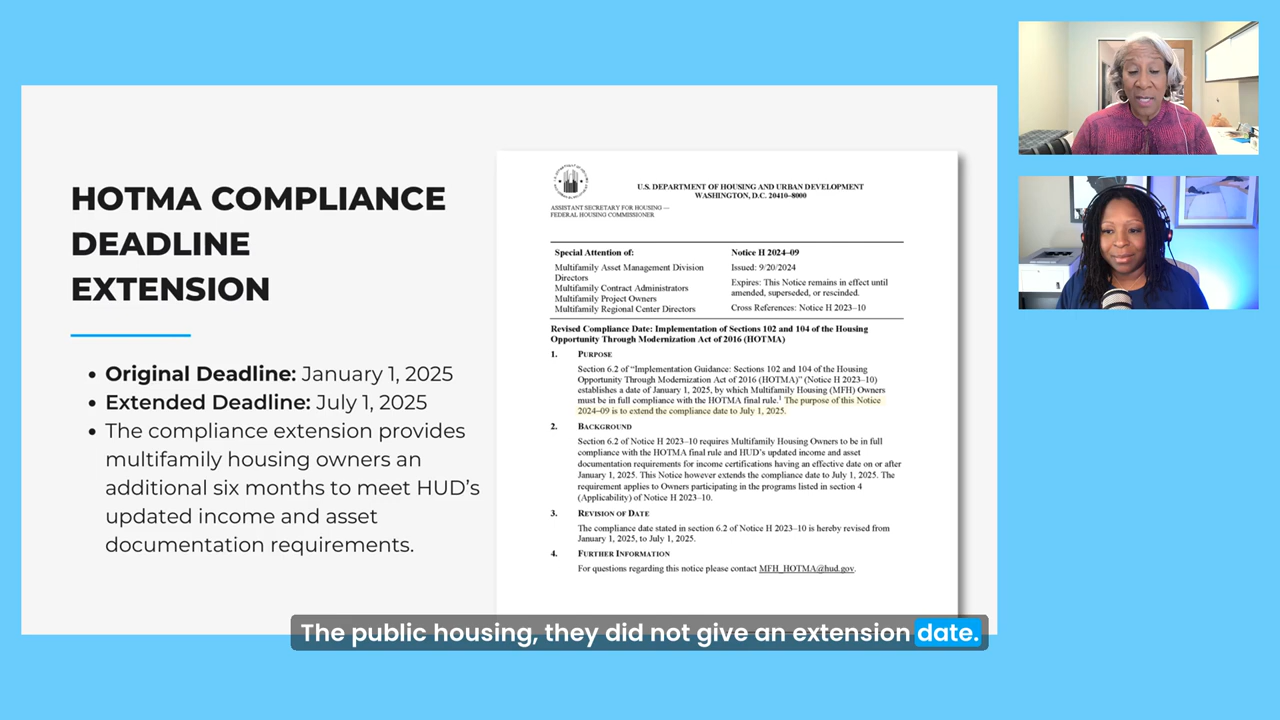 HOTMA COMPLIANCE
DEADLINE
EXTENSION
• Original Deadline: January 1, 2025
• Extended Deadline: July 1, 2025
• The compliance extension provides
multifamily housing owners an
additional six months to meet HUD's
updated income and asset
documentation requirements.
U.S. DEPARTMENT OF HOUSING AND URBAN DEVELOPMENT
WASHINGTON, D.C. 20410–8000
ASSISTANT SECRETARY FOR HOUSING —
FEDERAL HOUSING COMMISSIONER
Special Attention of:
Multifamily Asset Management Division
Directors
Multifamily Contract Administrators
Multifamily Project Owners
Multifamily Regional Center Directors
Notice H 2024–09
Issued: 9/20/2024
Expires: This Notice remains in effect until
amended, superseded, or rescinded.
Cross References: Notice H 2023–10
Revised Compliance Date: Implementation of Sections 102 and 104 of the Housing
Opportunity Through Modernization Act of 2016 (HOTMA)
1. PURPOSE
Section 6.2 of "Implementation Guidance: Sections 102 and 104 of the Housing
Opportunity Through Modernization Act of 2016 (HOTMA)" (Notice H 2023–10)
establishes a date of January 1, 2025, by which Multifamily Housing (MFH) Owners
must be in full compliance with the HOTMA final rule.1 The purpose of this Notice
2024–09 is to extend the compliance date to July 1, 2025.
2. BACKGROUND
Section 6.2 of Notice H 2023–10 requires Multifamily Housing Owners to be in full
compliance with the HOTMA final rule and HUD's updated income and asset
documentation requirements for income certifications having an effective date on or after
January 1, 2025. This Notice however extends the compliance date to July 1, 2025. The
requirement applies to Owners participating in the programs listed in section 4
(Applicability) of Notice H 2023–10.
3. REVISION OF DATE
The compliance date stated in section 6.2 of Notice H 2023–10 is hereby revised from
January 1, 2025, to July 1, 2025.
4. FURTHER INFORMATION
For questions regarding this notice please contact MFH_HOTMA@hud.gov.
The public housing, they did not give an extension date.